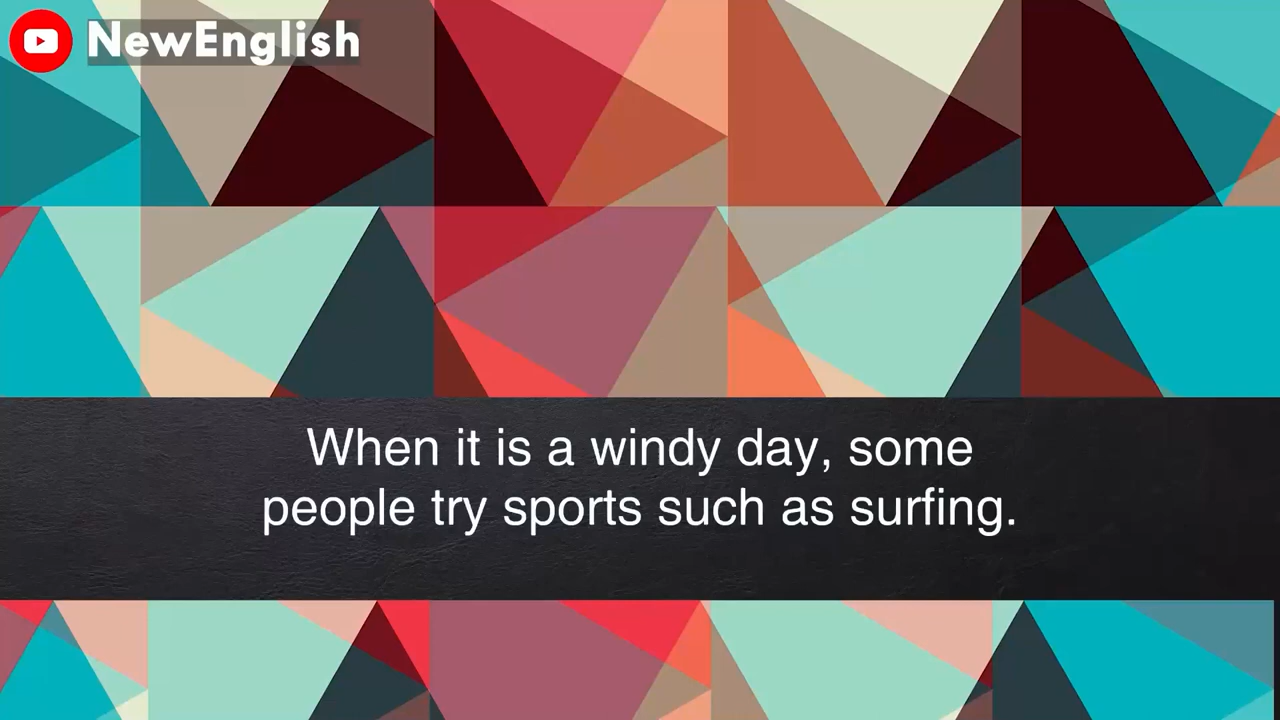 NewEnglish
When it is a windy day, some
people try sports such as surfing.